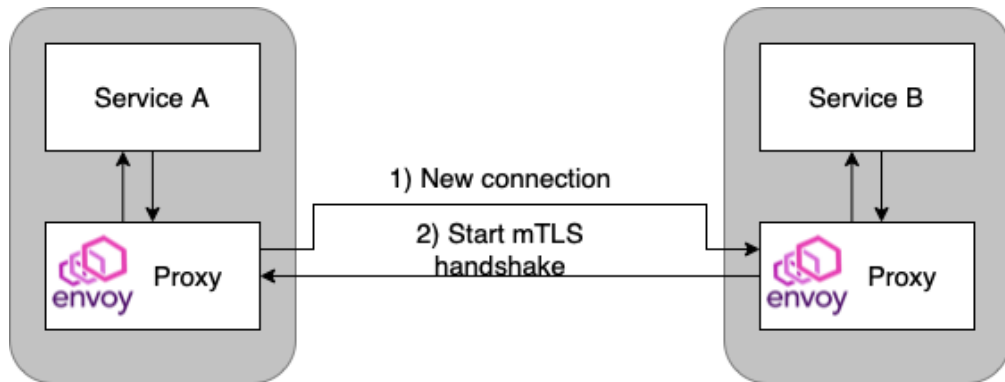 Service A
Service B
1) New connection
2) Start mTLS
handshake
envoy
Proxy
envoy
Proxy